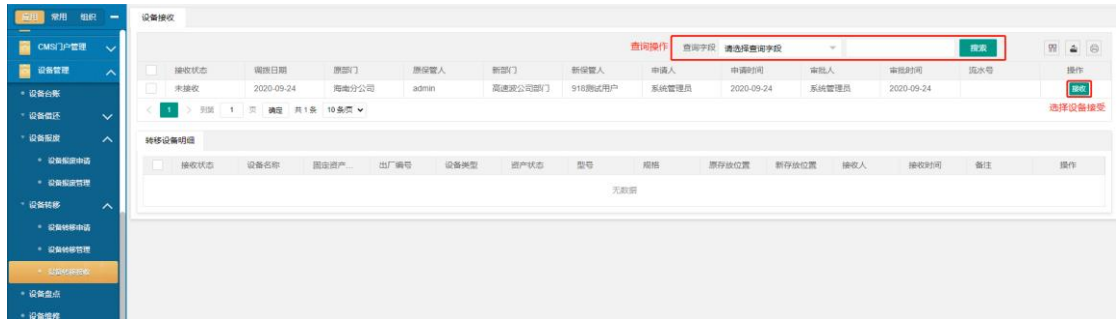 应用 常用 组织
设备接收
CMS门户管理
查询操作 查询字段 请选择查询字段 搜索
设备管理
接收状态 调拨日期 原部门 原保管人 新部门 新保管人 申请人 申请时间 审批人 审批时间 流水号 操作
未接收 2020-09-24 海南分公司 admin 高速波公司部门 918测试用户 系统管理员 2020-09-24 系统管理员 2020-09-24 接收
设备台账
< 1 > 到第 1 页 确定 共 1 条 10 条/页
选择设备接受
设备借还
设备报废
转移设备明细
设备报废申请
接收状态 设备名称 固定资产... 出厂编号 设备类型 资产状态 型号 规格 原存放位置 新存放位置 接收人 接收时间 备注 操作
设备报废管理
无数据
设备转移
设备转移申请
设备转移管理
设备转移接收
设备盘点
设备维修